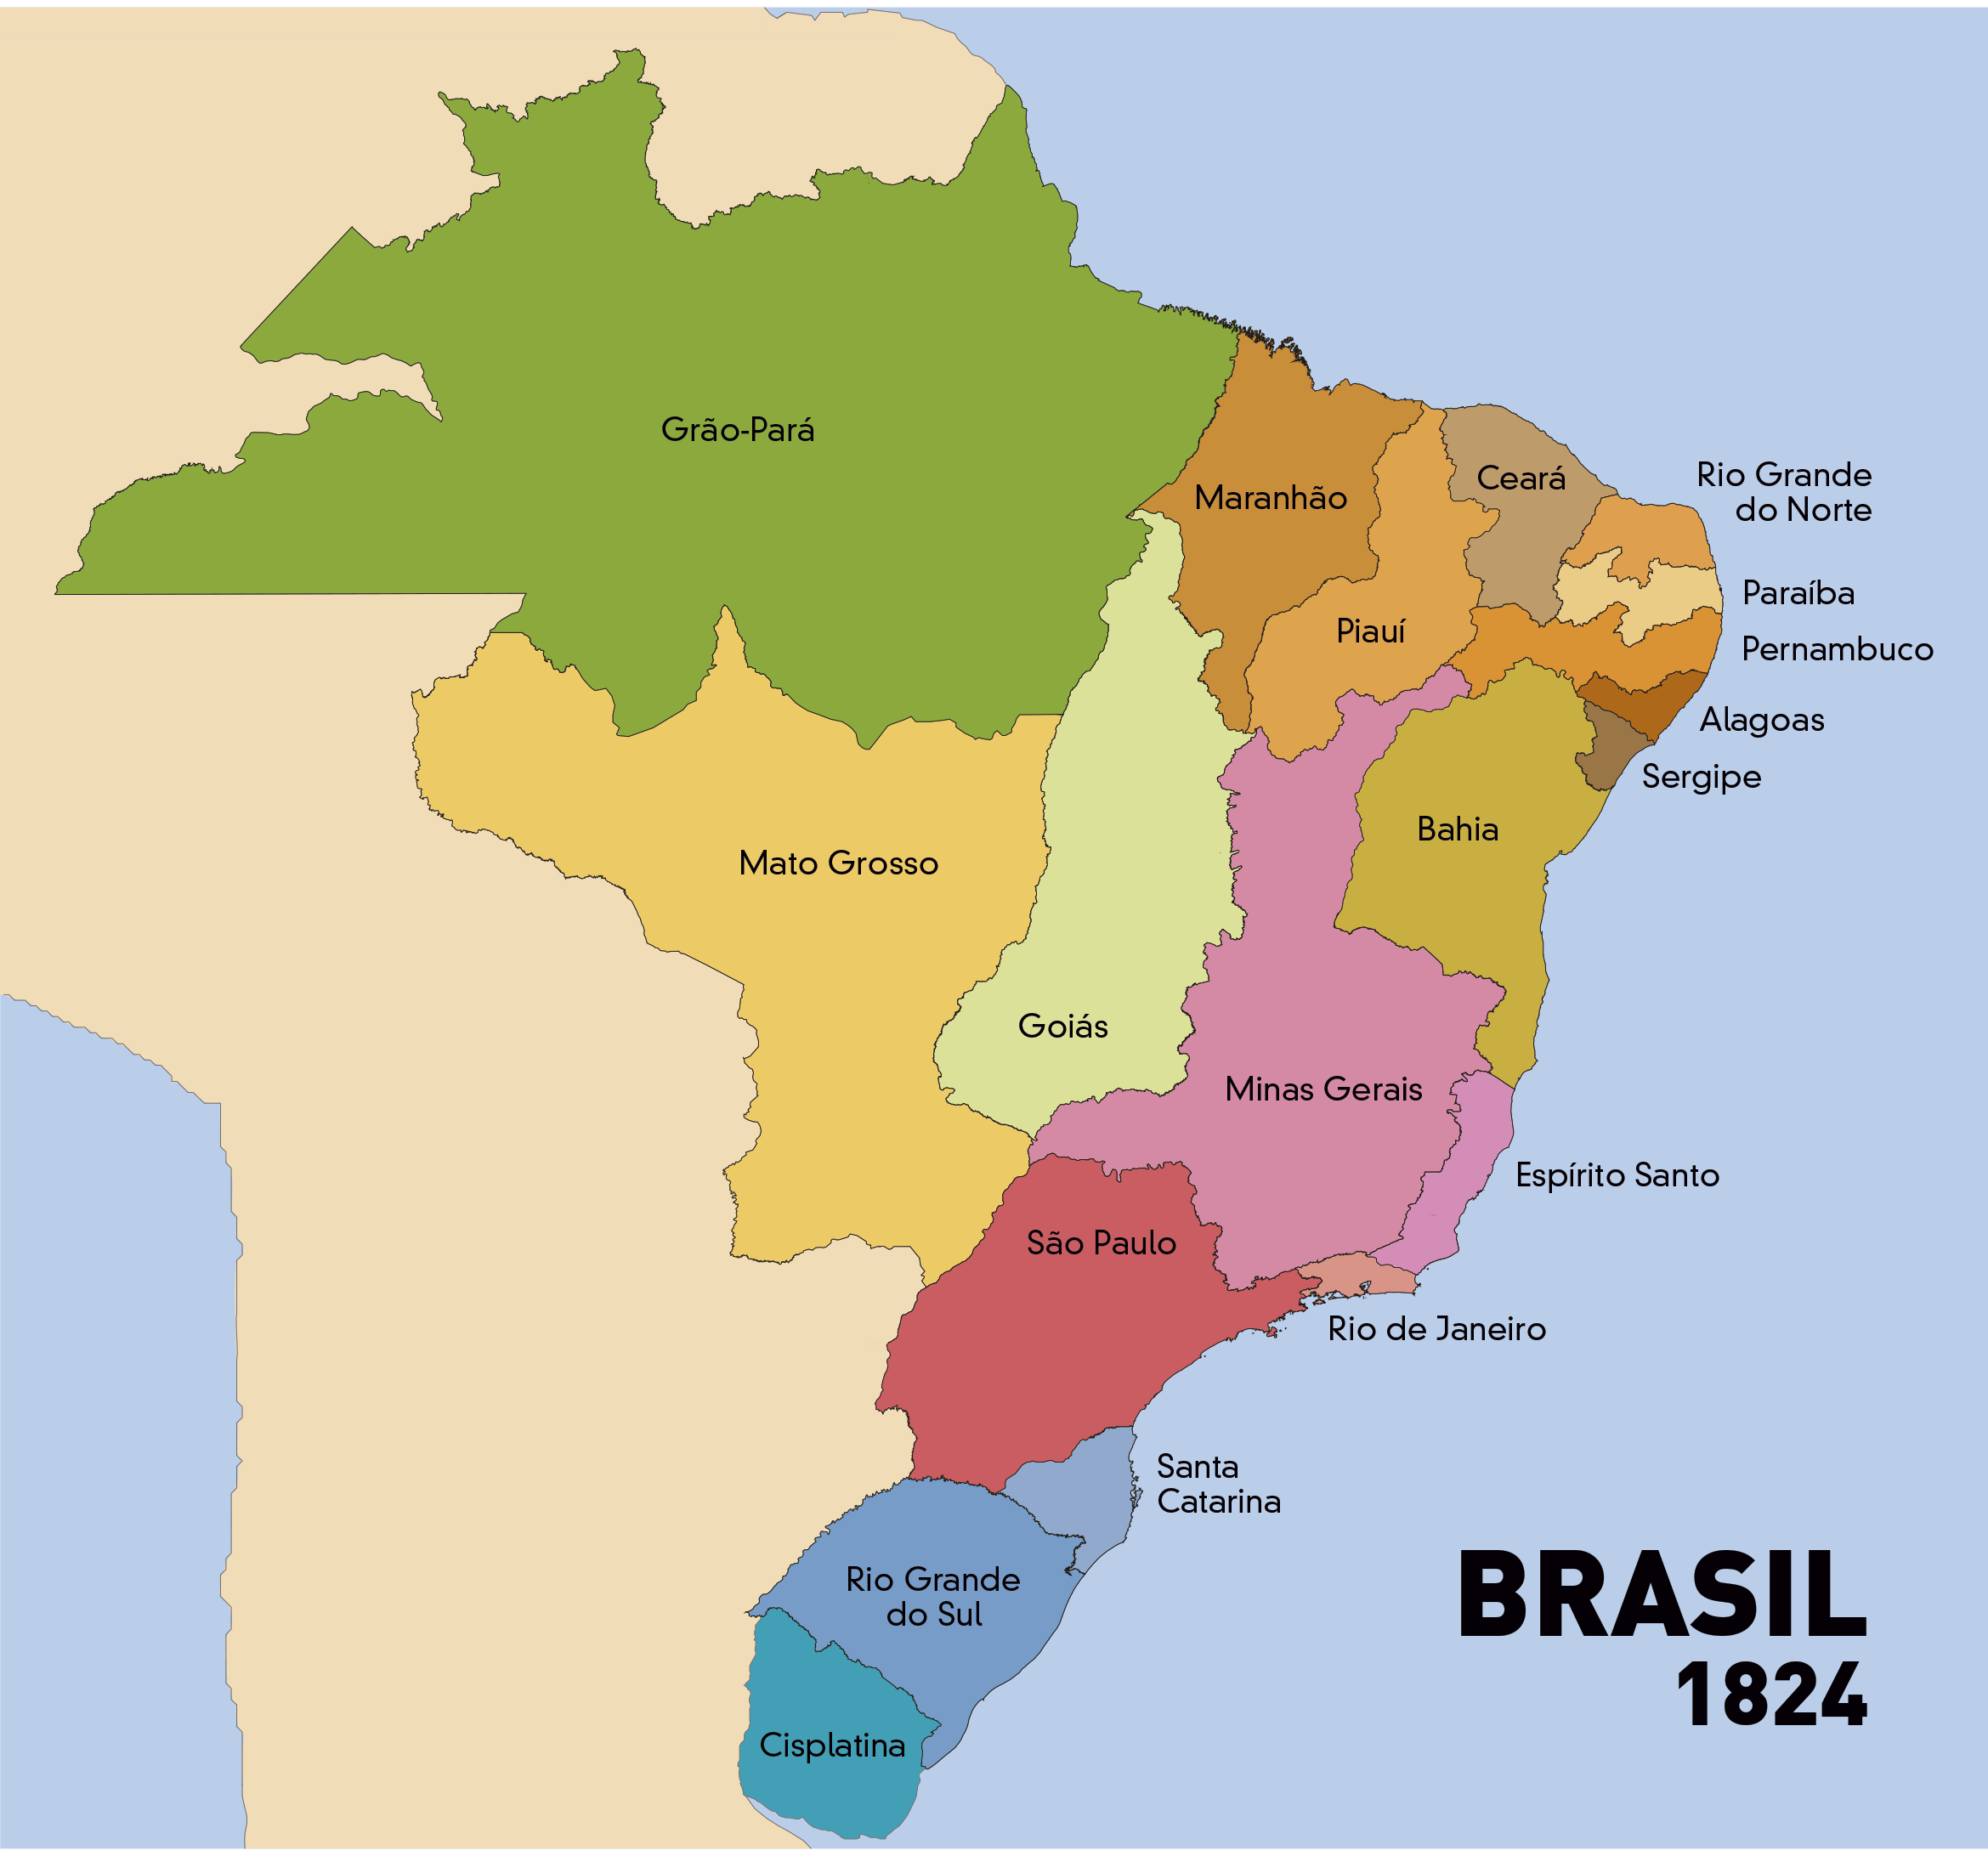 Grão-Pará
Maranhão
Ceará
Rio Grande
do Norte
Paraíba
Piauí
Pernambuco
Alagoas
Sergipe
Bahia
Mato Grosso
Goiás
Minas Gerais
Espírito Santo
São Paulo
Rio de Janeiro
Santa
Catarina
Rio Grande
do Sul
Cisplatina
BRASIL
1824